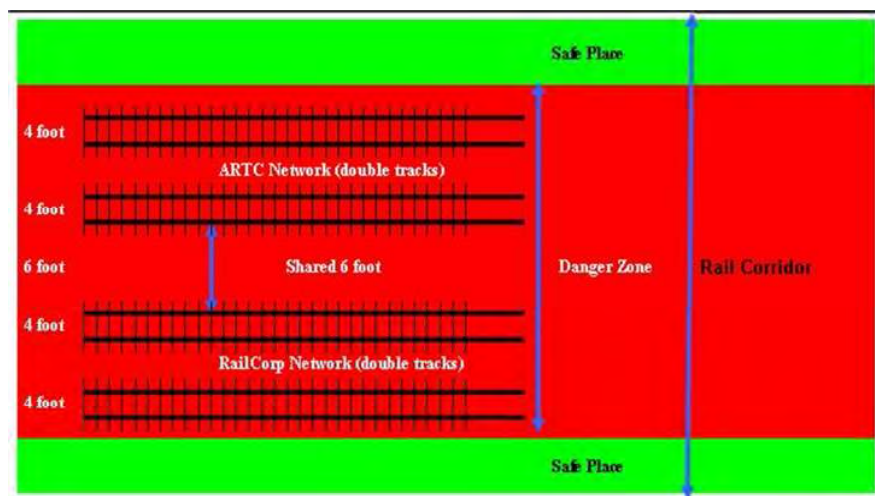 Safe Place
4 foot
ARTC Network (double tracks)
4 foot
6 foot Shared 6 foot Danger Zone Rail Corridor
4 foot
RailCorp Network (double tracks)
4 foot
Safe Place